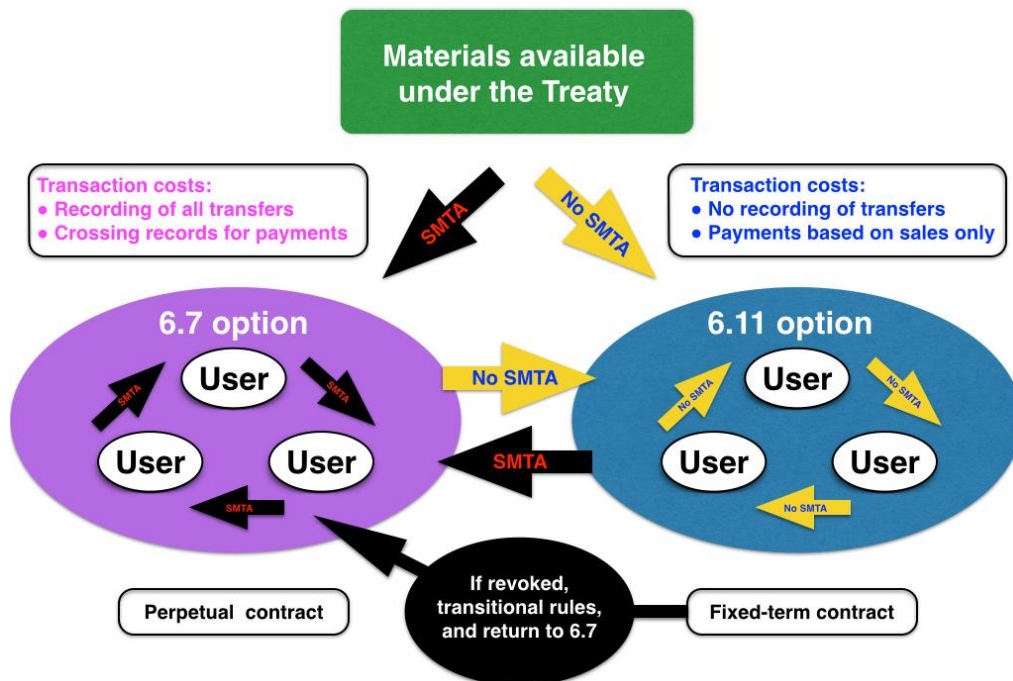 Materials available
under the Treaty
Transaction costs:
● Recording of all transfers
● Crossing records for payments
SMTA
No SMTA
Transaction costs:
● No recording of transfers
● Payments based on sales only
6.7 option
User
SMTA
SMTA
User
User
SMTA
No SMTA
SMTA
6.11 option
User
No SMTA
No SMTA
User
User
No SMTA
Perpetual contract
If revoked,
transitional rules,
and return to 6.7
Fixed-term contract